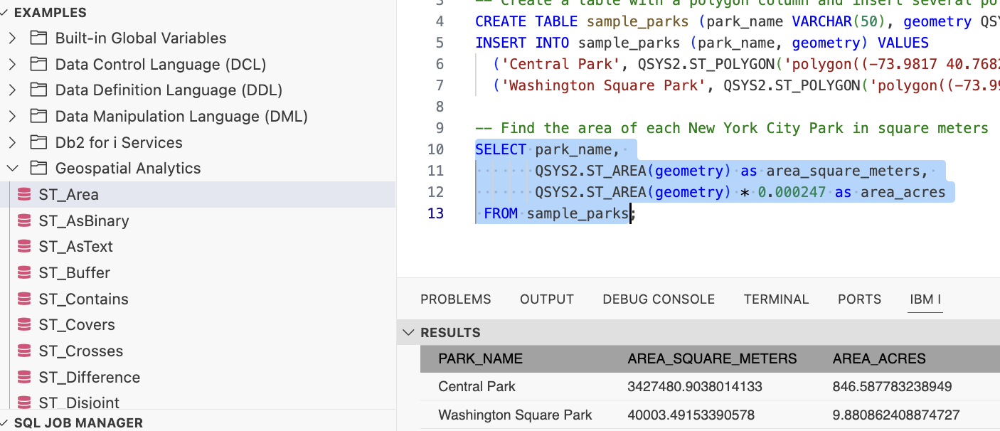 EXAMPLES
Built-in Global Variables
Data Control Language (DCL)
Data Definition Language (DDL)
Data Manipulation Language (DML)
Db2 for i Services
Geospatial Analytics
ST_Area
ST_AsBinary
ST_AsText
ST_Buffer
ST_Contains
ST_Covers
ST_Crosses
ST_Difference
ST_Disjoint
SQL JOB MANAGER
3 -- Create a table with a polygon column and insert several po
4 CREATE TABLE sample_parks (park_name VARCHAR(50), geometry QSY
5 INSERT INTO sample_parks (park_name, geometry) VALUES
6 ('Central Park', QSYS2.ST_POLYGON('polygon((-73.9817 40.7682
7 ('Washington Square Park', QSYS2.ST_POLYGON('polygon((-73.99
8
9 -- Find the area of each New York City Park in square meters
10 SELECT park_name,
11 QSYS2.ST_AREA(geometry) as area_square_meters,
12 QSYS2.ST_AREA(geometry) * 0.000247 as area_acres
13 FROM sample_parks;
PROBLEMS OUTPUT DEBUG CONSOLE TERMINAL PORTS IBM I
RESULTS
PARK_NAME AREA_SQUARE_METERS AREA_ACRES
Central Park 3427480.9038014133 846.587783238949
Washington Square Park 40003.49153390578 9.880862408874727